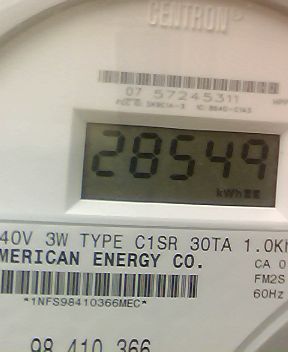 CENTRON®
07 57245311
28549
kWh
40V 3W TYPE C1SR 30TA 1.0Kh
MERICAN ENERGY CO.
CA 0
FM2S
60Hz
*1NFS98410366MEC*
98 410 366